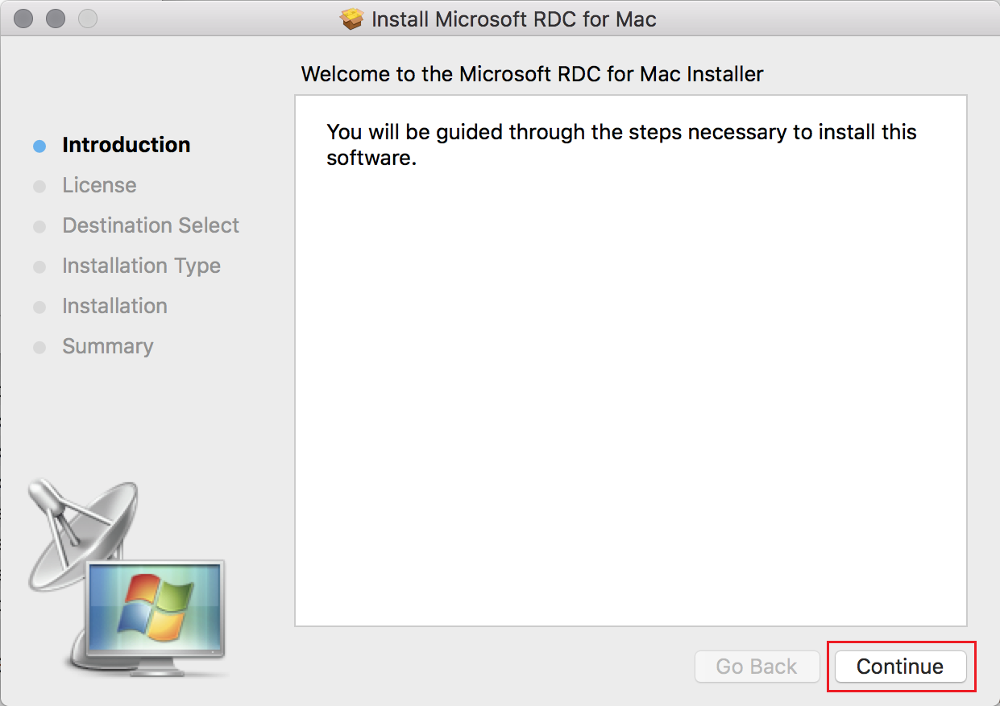 Install Microsoft RDC for Mac
Welcome to the Microsoft RDC for Mac Installer
Introduction
License
Destination Select
Installation Type
Installation
Summary
You will be guided through the steps necessary to install this
software.
Go Back
Continue